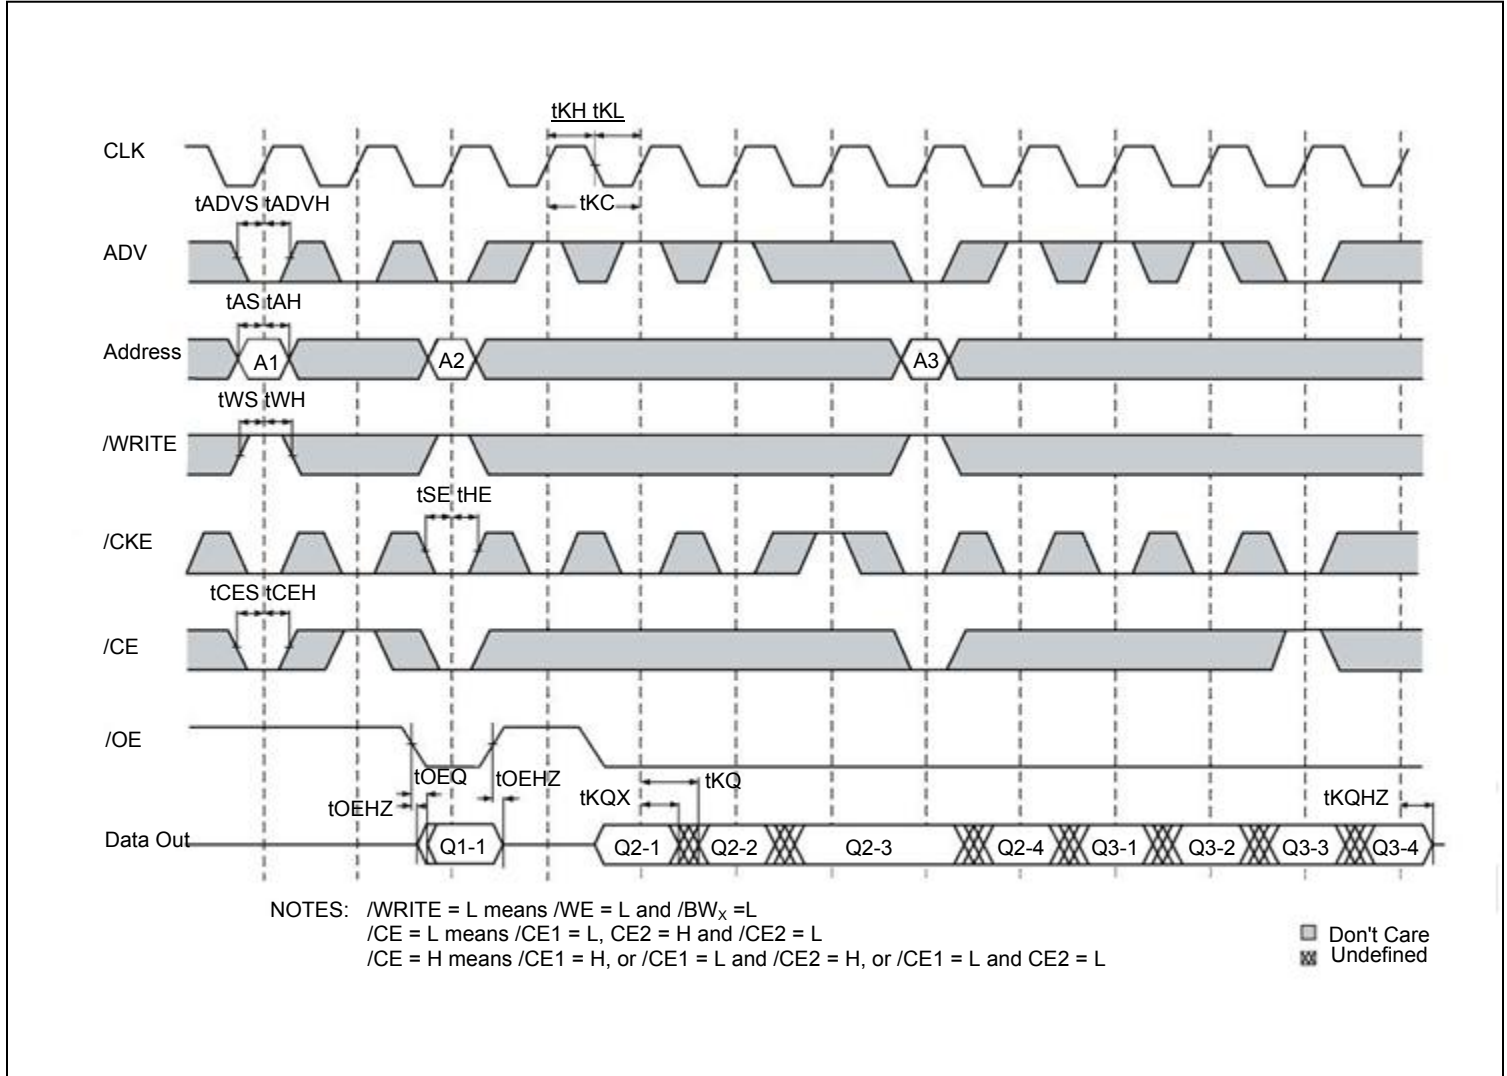 tKH tKL
CLK
tADVS tADVH
tKC
ADV
tAS tAH
Address
A1
A2
A3
tWS tWH
/WRITE
tSE tHE
/CKE
tCES tCEH
/CE
/OE
tOEQ
tOEHZ
tOEHZ
tKQX
tKQ
tKQHZ
Data Out
Q1-1
Q2-1
Q2-2
Q2-3
Q2-4
Q3-1
Q3-2
Q3-3
Q3-4
NOTES: /WRITE = L means /WE = L and /BWX =L
/CE = L means /CE1 = L, CE2 = H and /CE2 = L
/CE = H means /CE1 = H, or /CE1 = L and /CE2 = H, or /CE1 = L and CE2 = L
Don't Care
Undefined